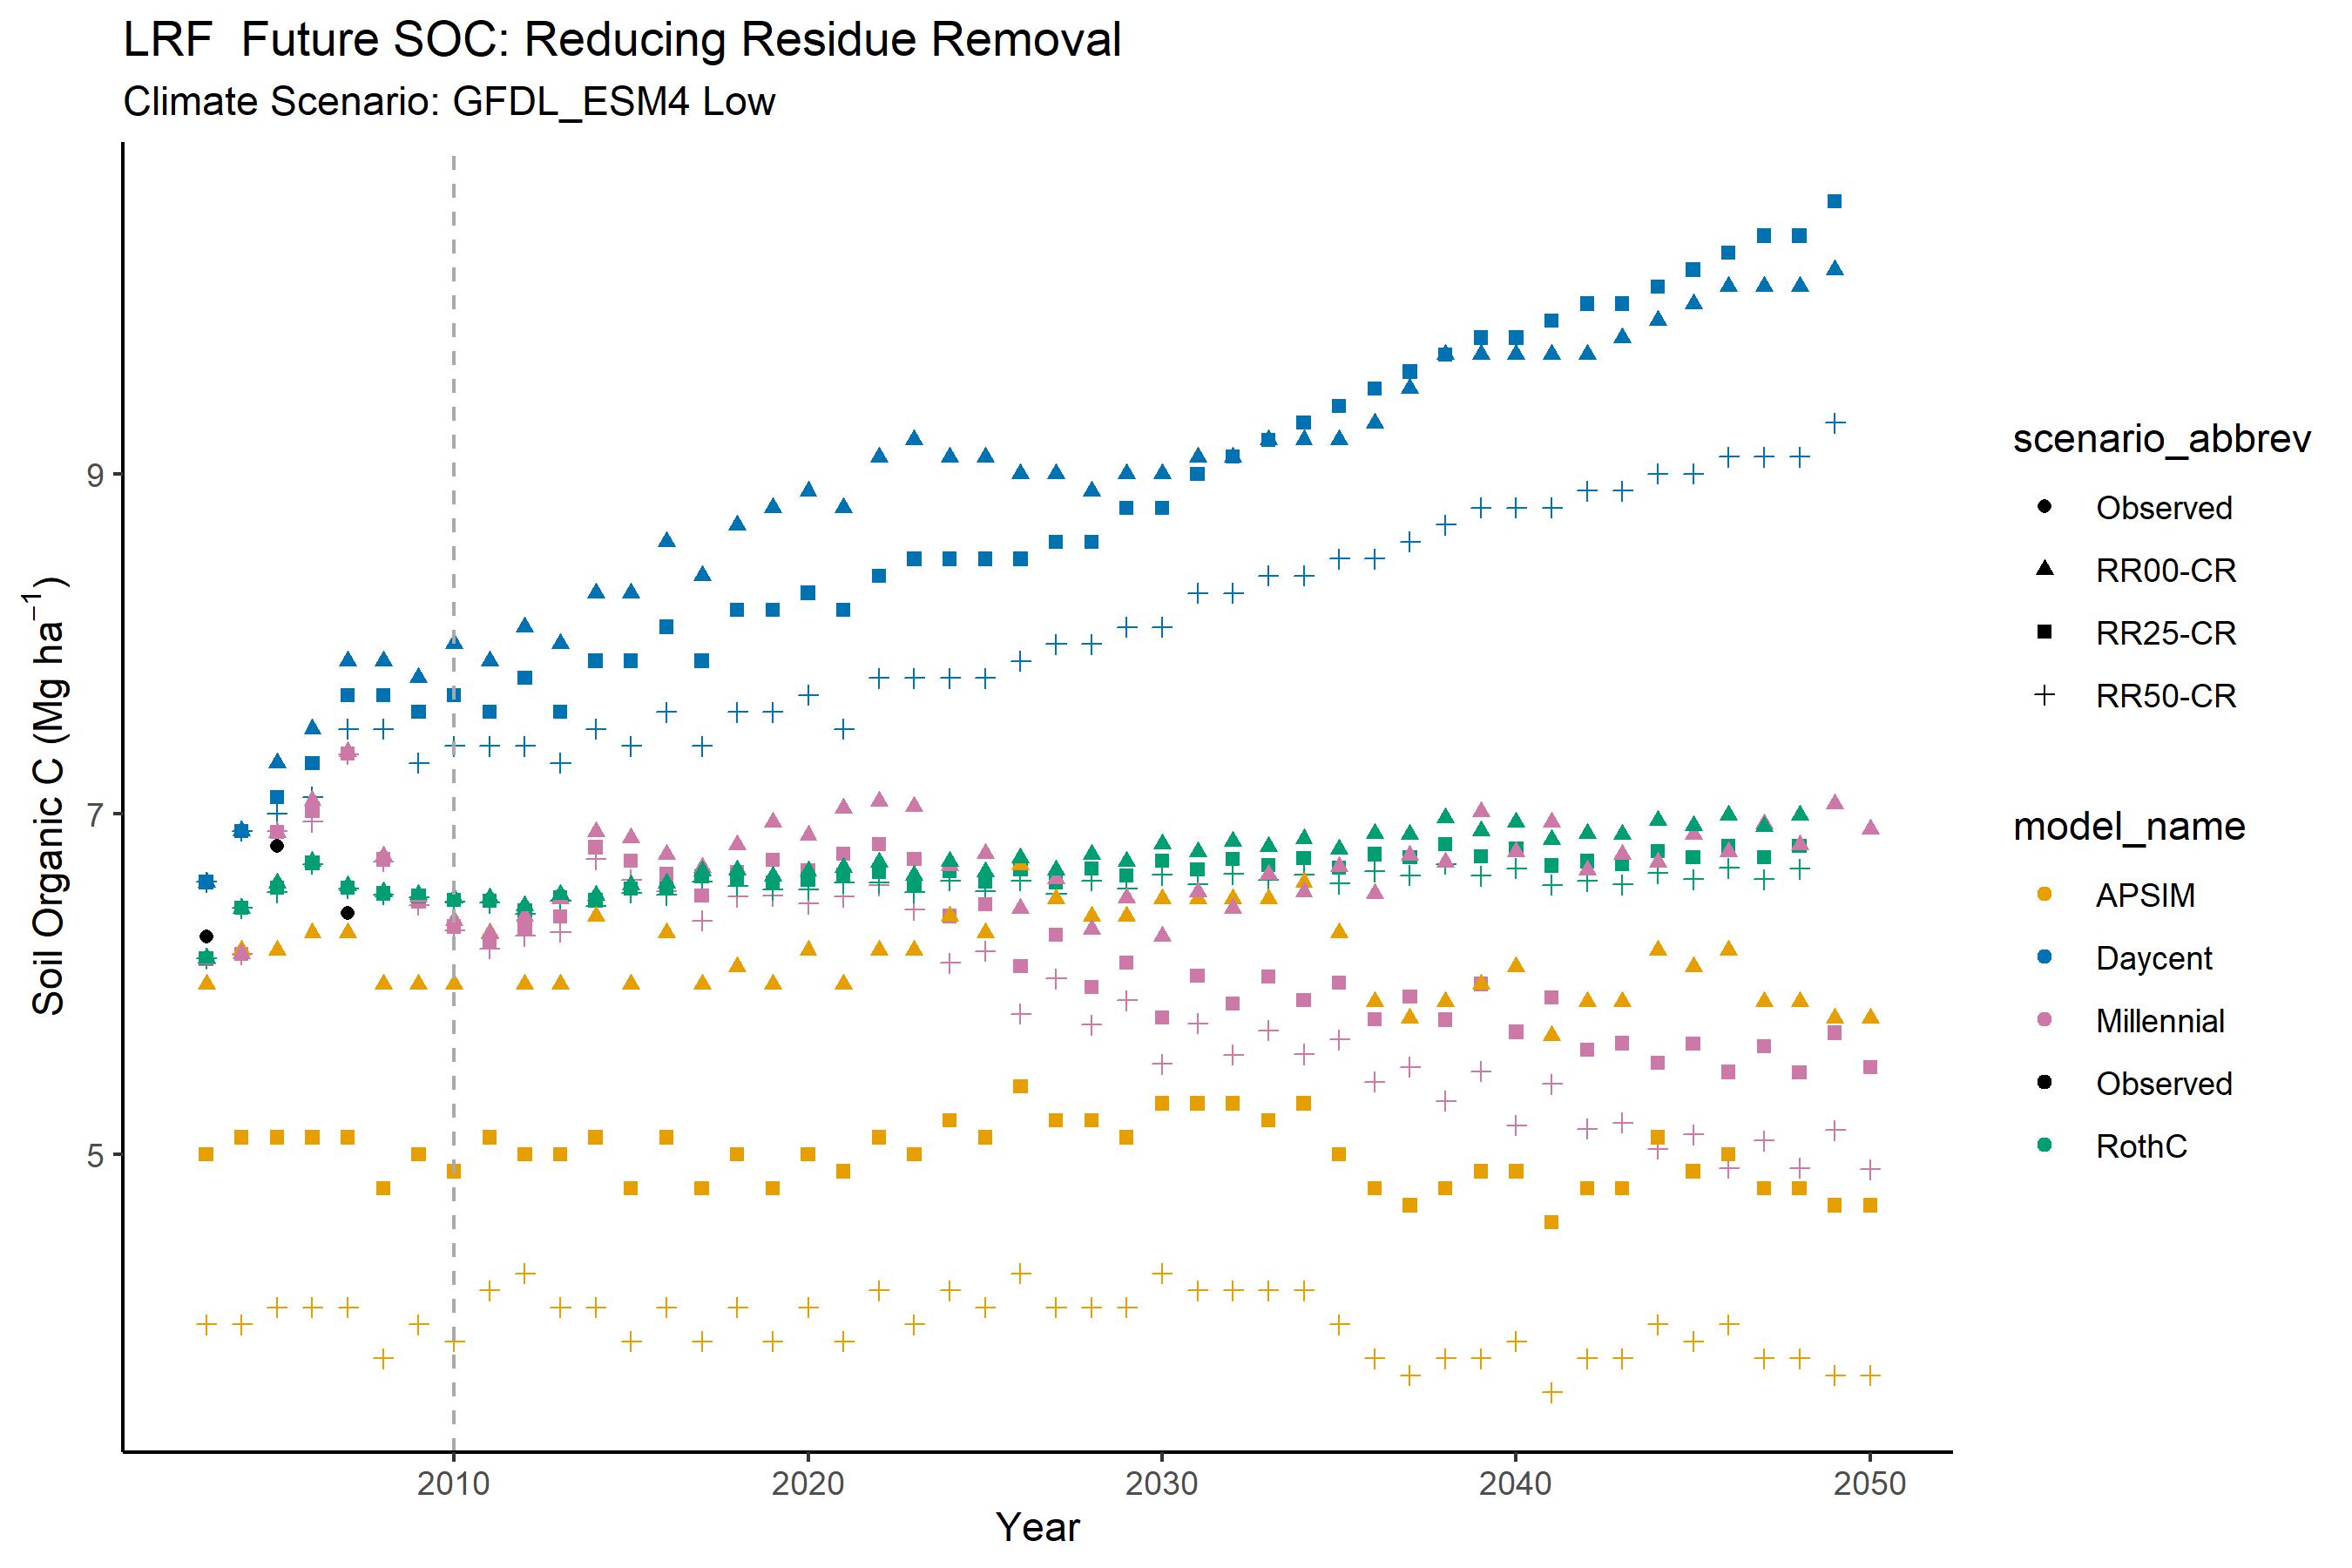 LRF  Future SOC: Reducing Residue Removal
Climate Scenario: GFDL_ESM4 Low
Soil Organic C (Mg ha⁻¹)
9
7
5
2010 2020 2030 2040 2050
Year
scenario_abbrev
Observed
RR00-CR
RR25-CR
RR50-CR
model_name
APSIM
Daycent
Millennial
Observed
RothC